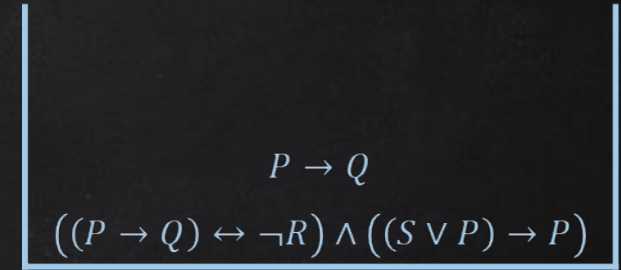 P → Q
((P → Q) ↔ ¬R) ∧ ((S ∨ P) → P)